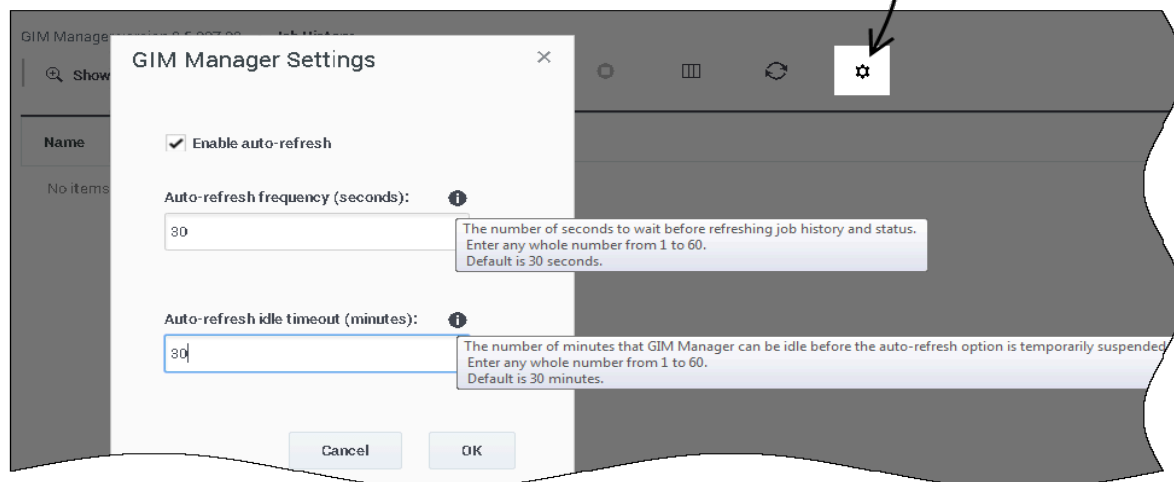 GIM Manager
Job History
GIM Manager Settings
Show
Name
Enable auto-refresh
No items
Auto-refresh frequency (seconds):
30
The number of seconds to wait before refreshing job history and status.
Enter any whole number from 1 to 60.
Default is 30 seconds.
Auto-refresh idle timeout (minutes):
30
The number of minutes that GIM Manager can be idle before the auto-refresh option is temporarily suspended
Enter any whole number from 1 to 60.
Default is 30 minutes.
Cancel
OK